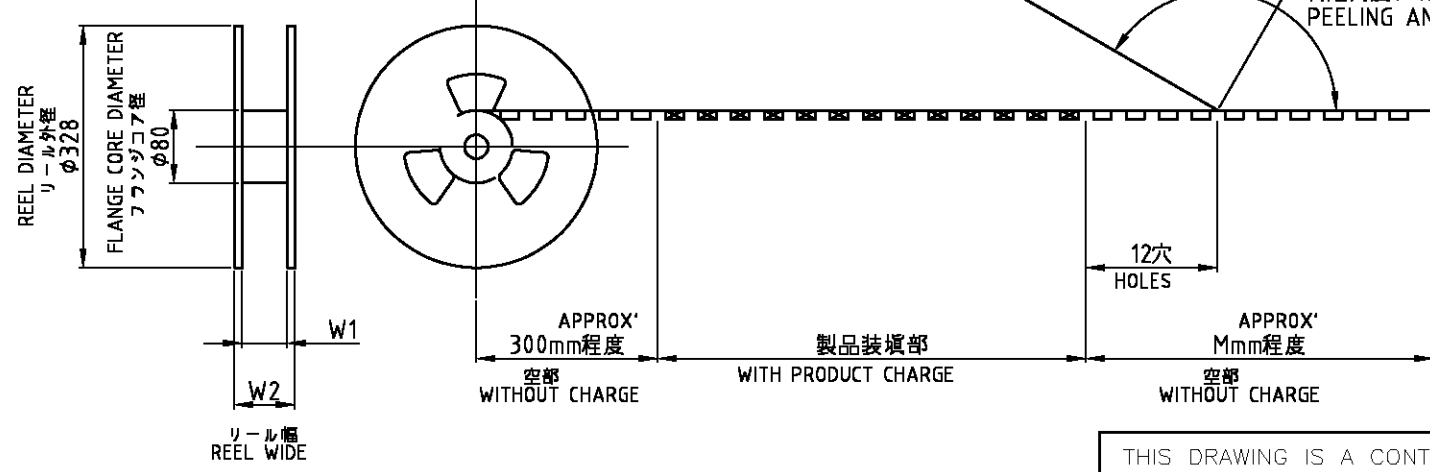 PEELING
REEL DIAMETER
リール外径
φ328
FLANGE CORE DIAMETER
フランジコア径
φ80
12穴
HOLES
W1
W2
リール幅
REEL WIDE
APPROX'
300mm程度
空部
WITHOUT CHARGE
製品装填部
WITH PRODUCT CHARGE
APPROX'
Mmm程度
空部
WITHOUT CHARGE
THIS DRAWING IS A CONT